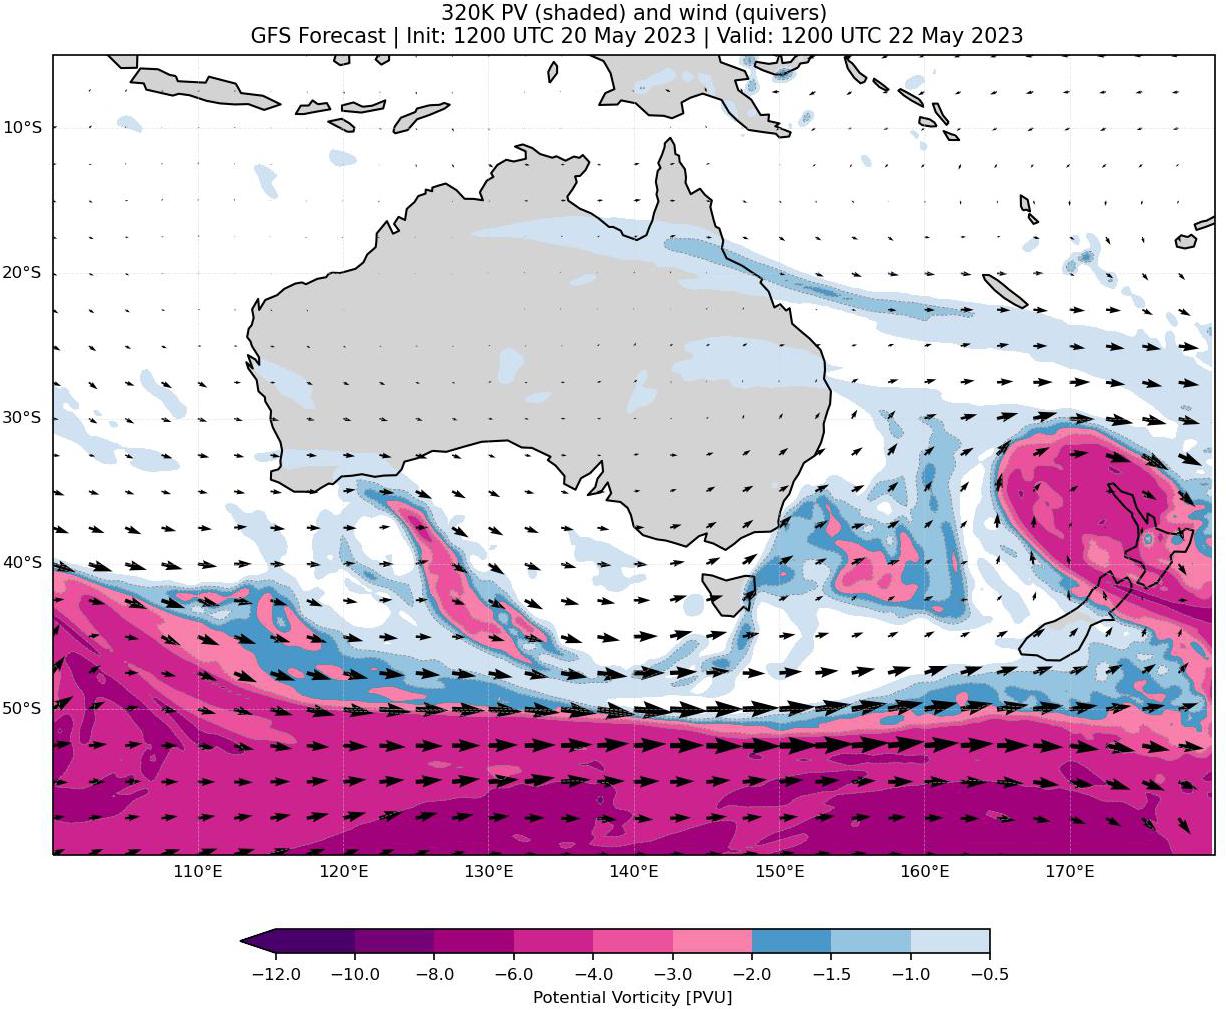 320K PV (shaded) and wind (quivers)
GFS Forecast | Init: 1200 UTC 20 May 2023 | Valid: 1200 UTC 22 May 2023
10°S
20°S
30°S
40°S
50°S
110°E 120°E 130°E 140°E 150°E 160°E 170°E
−12.0 −10.0 −8.0 −6.0 −4.0 −3.0 −2.0 −1.5 −1.0 −0.5
Potential Vorticity [PVU]